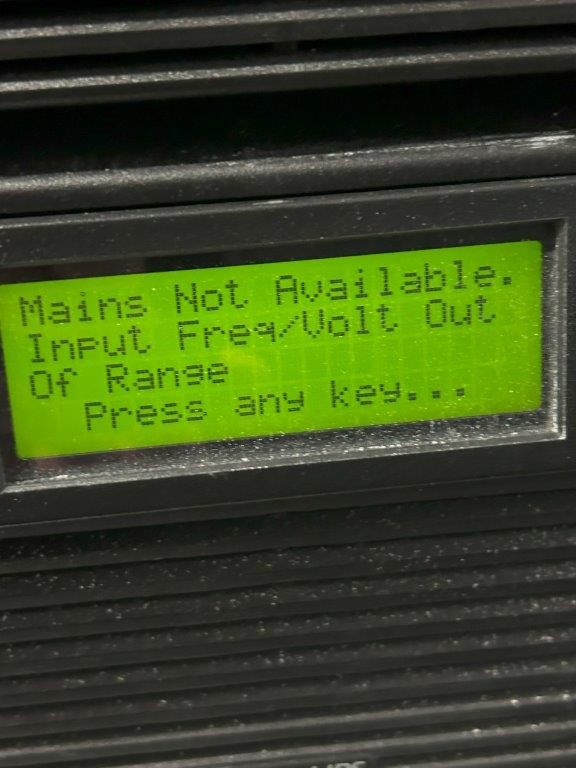 Mains Not Available.
Input Freq/Volt Out
Of Range
Press any key...